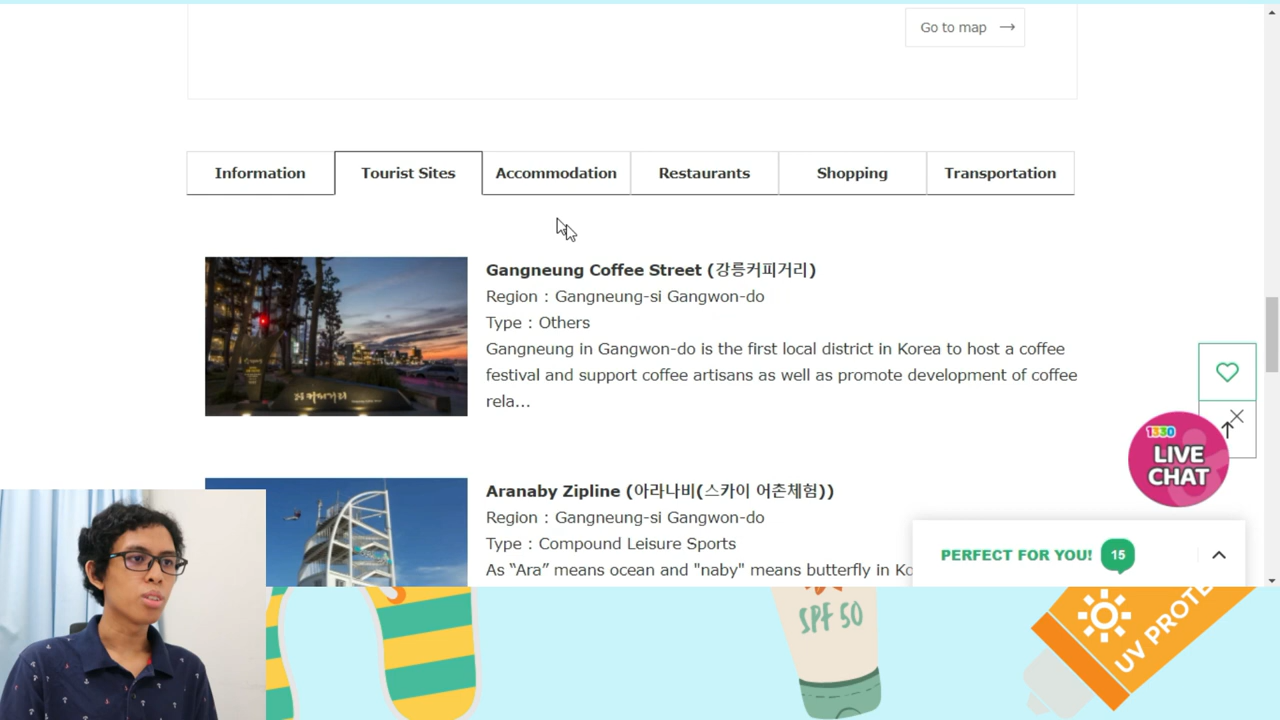 Go to map
Information
Tourist Sites
Accommodation
Restaurants
Shopping
Transportation
Gangneung Coffee Street (강릉커피거리)
Region : Gangneung-si Gangwon-do
Type : Others
Gangneung in Gangwon-do is the first local district in Korea to host a coffee
festival and support coffee artisans as well as promote development of coffee
rela...
커피거리
1330
LIVE
CHAT
Aranaby Zipline (아라나비(스카이 어촌체험))
Region : Gangneung-si Gangwon-do
Type : Compound Leisure Sports
As “Ara” means ocean and "naby" means butterfly in Ko
PERFECT FOR YOU! 15
SPF 50